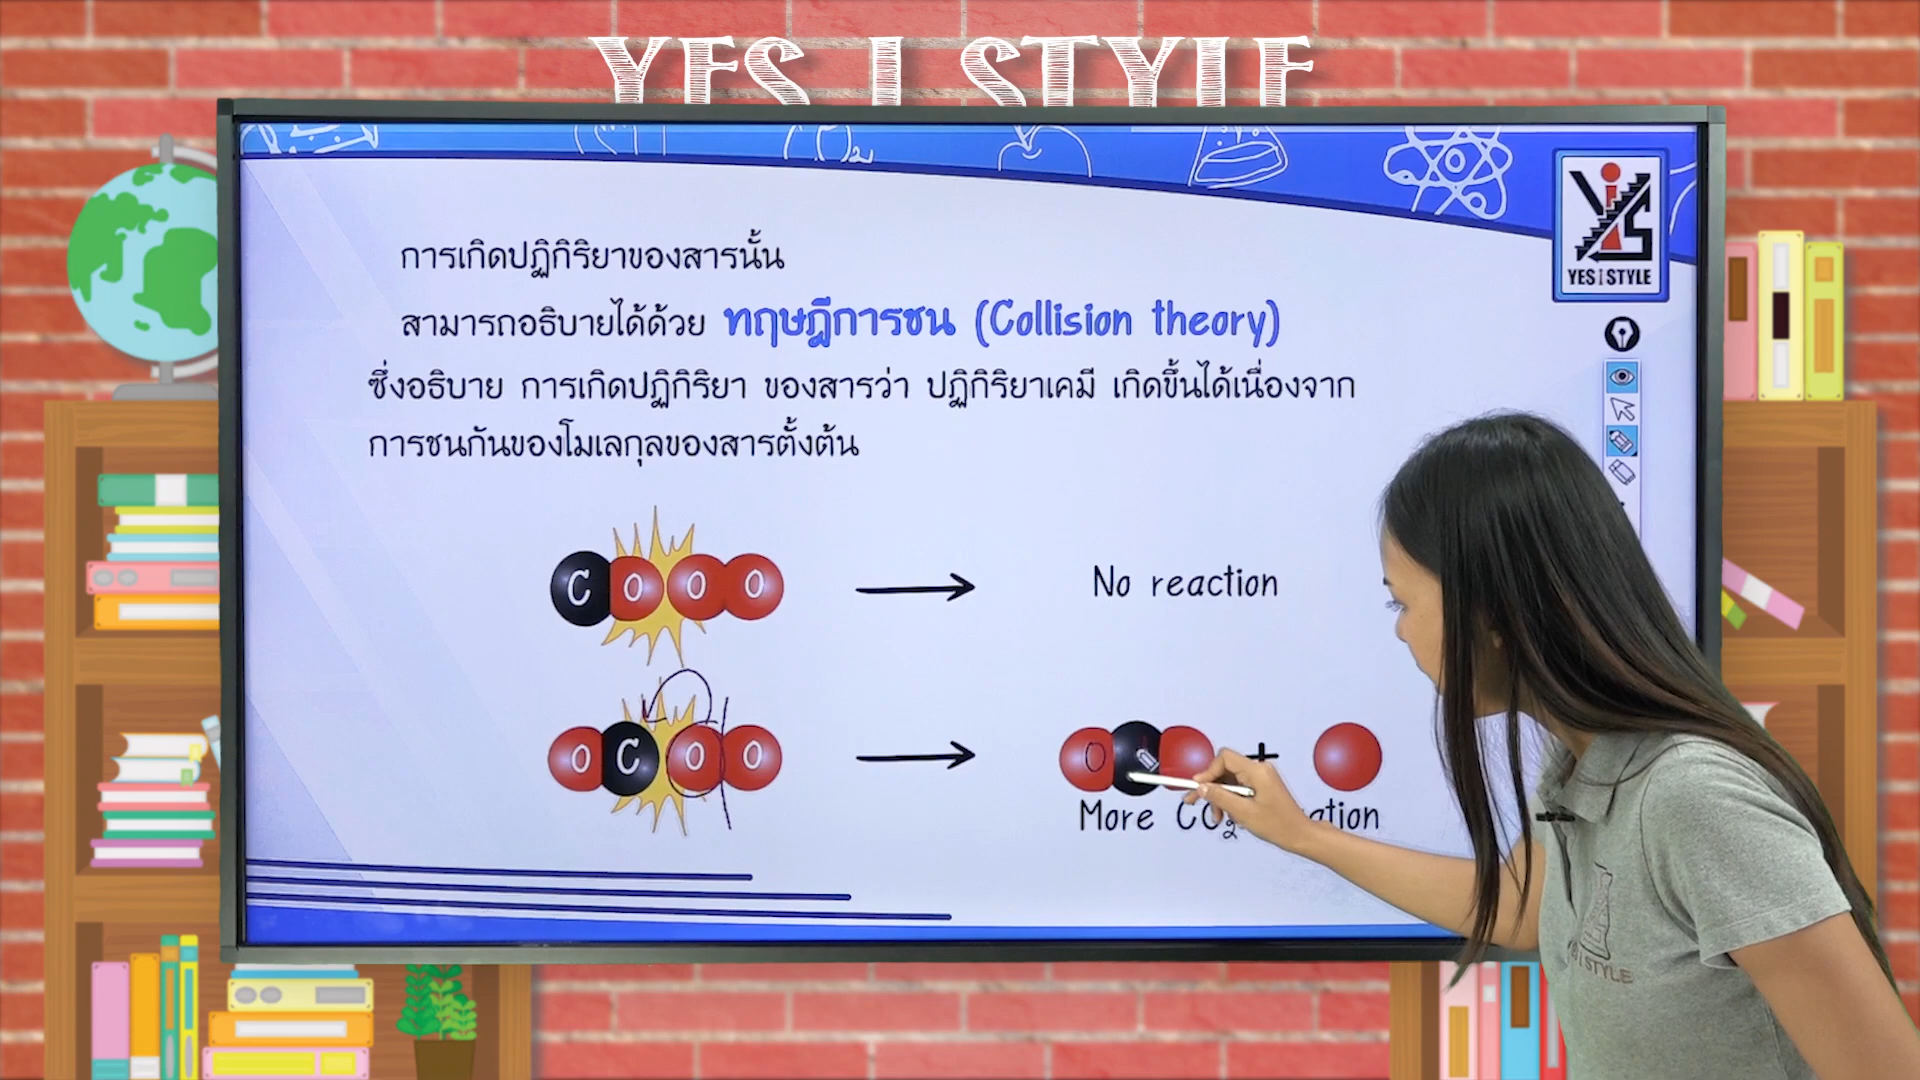 YES I STYLE
YES I STYLE
การเกิดปฏิกิริยาของสารนั้น
สามารถอธิบายได้ด้วย ทฤษฎีการชน (Collision theory)
ซึ่งอธิบาย การเกิดปฏิกิริยา ของสารว่า ปฏิกิริยาเคมี เกิดขึ้นได้เนื่องจาก
การชนกันของโมเลกุลของสารตั้งต้น
C O O O
No reaction
O C O O
O +
More CO2
STYLE